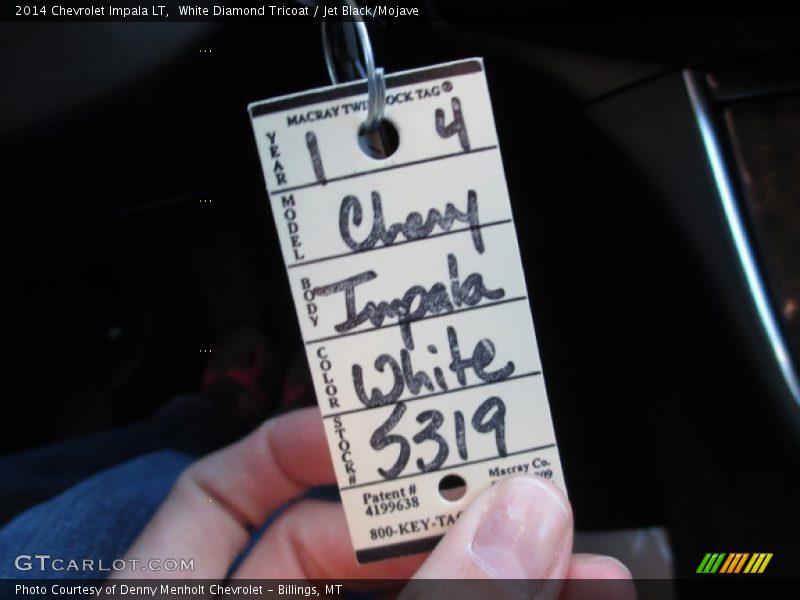 2014 Chevrolet Impala LT,  White Diamond Tricoat / Jet Black/Mojave
MACRAY LOCK TAG®
YEAR 1 4
MODEL Chevy
BODY Impala
COLOR White
STOCK# 5319
Patent # Macray Co.
4199638
800-KEY-TAG
GTCARLOT.COM
Photo Courtesy of Denny Menholt Chevrolet – Billings, MT